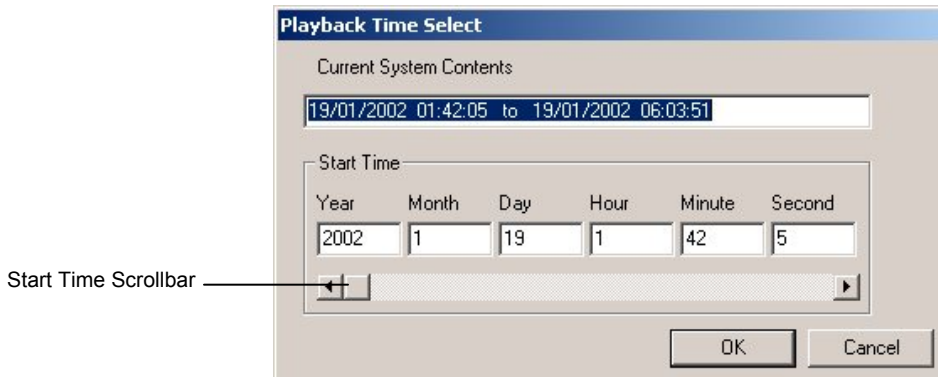 Playback Time Select
Current System Contents
19/01/2002 01:42:05 to 19/01/2002 06:03:51
Start Time
Year Month Day Hour Minute Second
2002 1 19 1 42 5
Start Time Scrollbar
OK Cancel